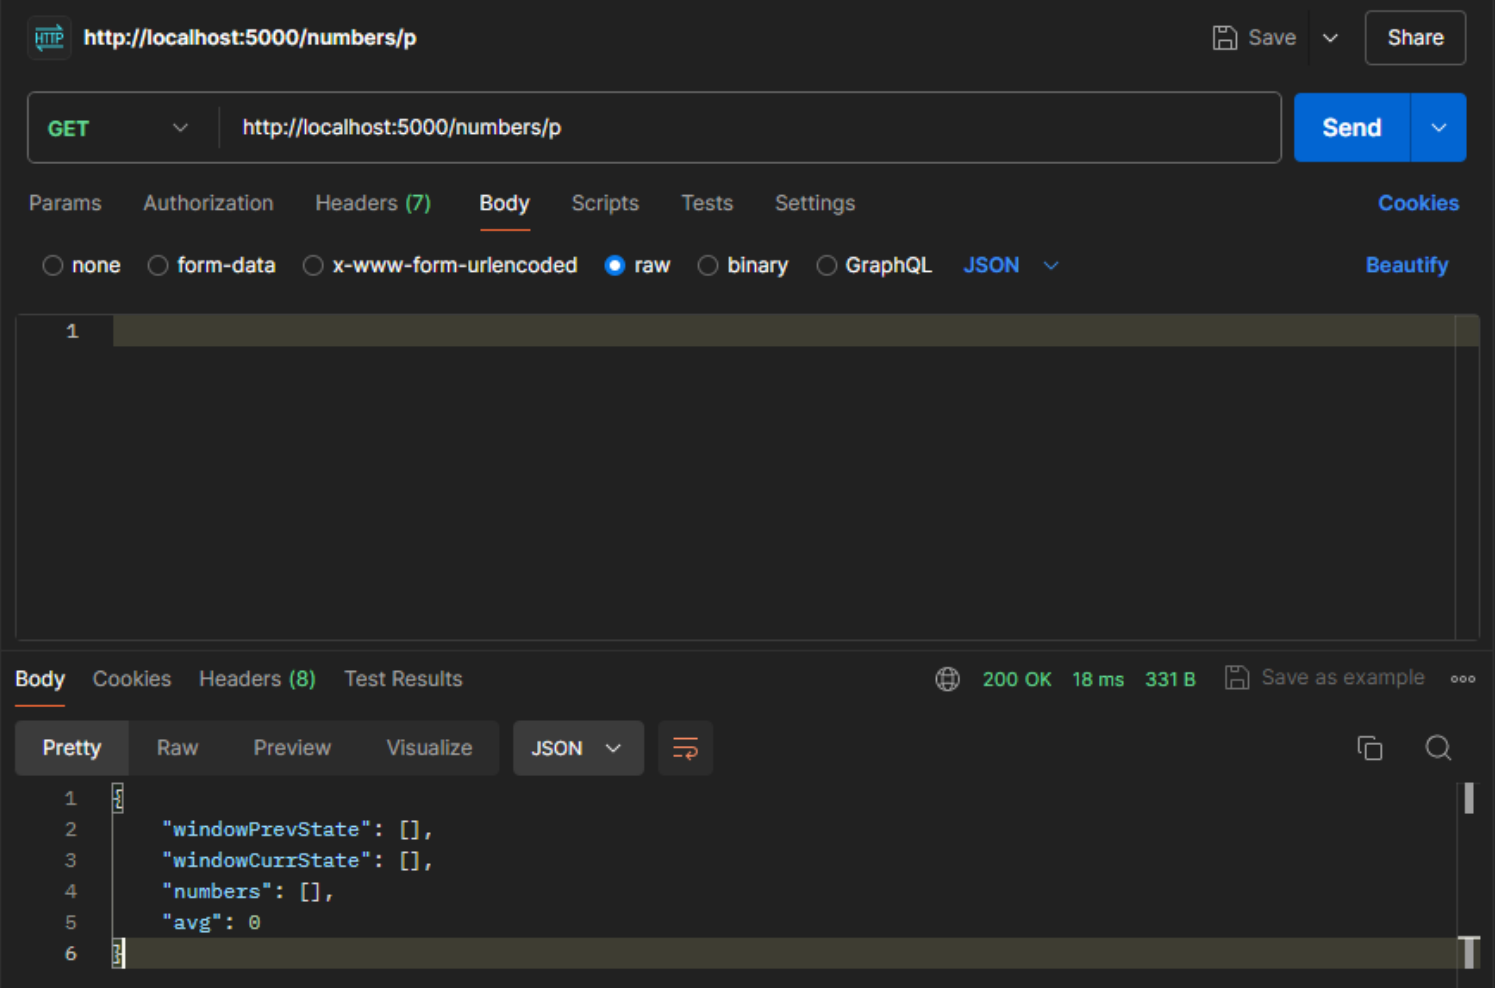 HTTP http://localhost:5000/numbers/p Save Share
GET http://localhost:5000/numbers/p Send
Params Authorization Headers (7) Body Scripts Tests Settings Cookies
none form-data x-www-form-urlencoded raw binary GraphQL JSON Beautify
1
Body Cookies Headers (8) Test Results 200 OK 18 ms 331 B Save as example
Pretty Raw Preview Visualize JSON
1 {
2 "windowPrevState": [],
3 "windowCurrState": [],
4 "numbers": [],
5 "avg": 0
6 }